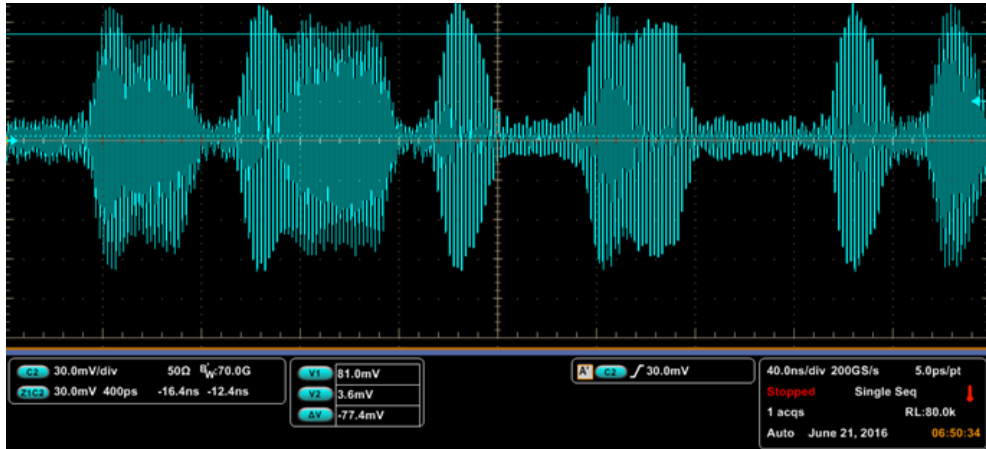 C2 30.0mV/div 50Ω BW:70.0G
Z1C2 30.0mV 400ps -16.4ns -12.4ns
V1 81.0mV
V2 3.6mV
ΔV -77.4mV
A' C2 30.0mV
40.0ns/div 200GS/s 5.0ps/pt
Stopped Single Seq
1 acqs RL:80.0k
Auto June 21, 2016 06:50:34